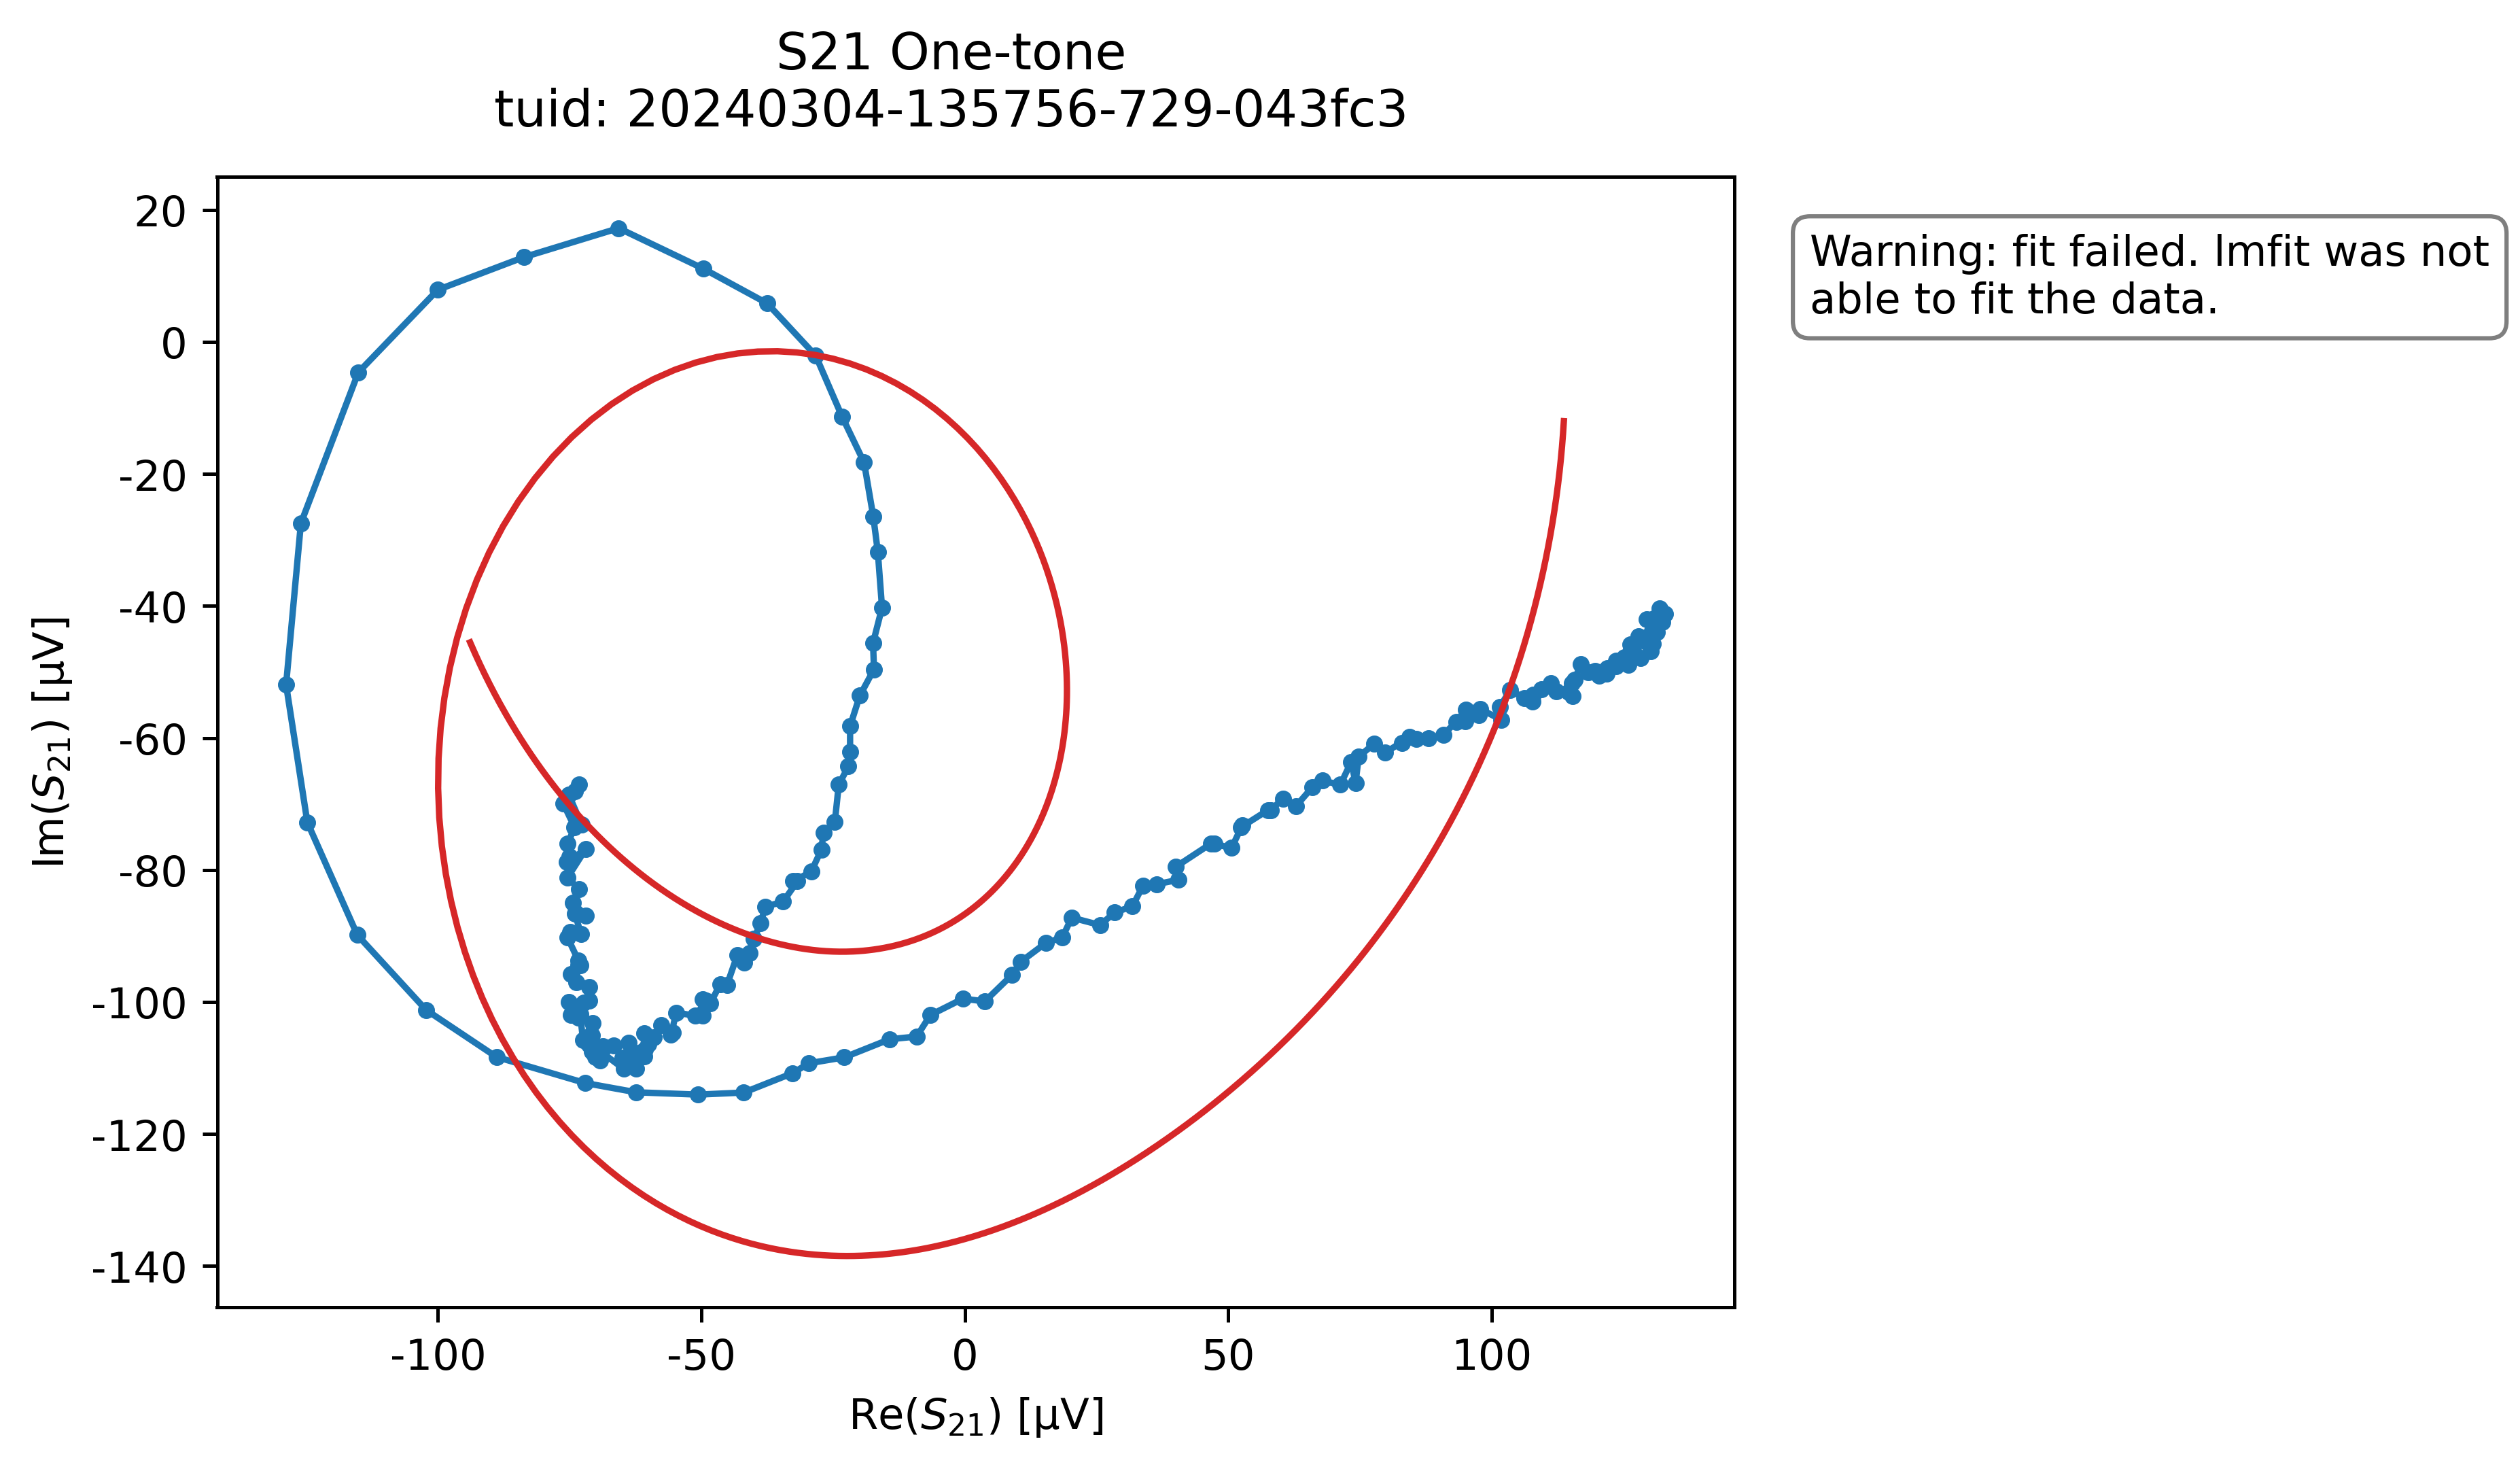 S21 One-tone
tuid: 20240304-135756-729-043fc3
Warning: fit failed. lmfit was not
able to fit the data.
20
0
-20
-40
-60
-80
-100
-120
-140
Im(S21) [µV]
-100
-50
0
50
100
Re(S21) [µV]